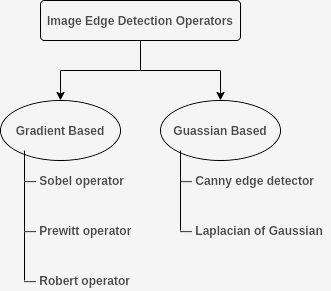 Image Edge Detection Operators
Gradient Based
Guassian Based
Sobel operator
Prewitt operator
Robert operator
Canny edge detector
Laplacian of Gaussian